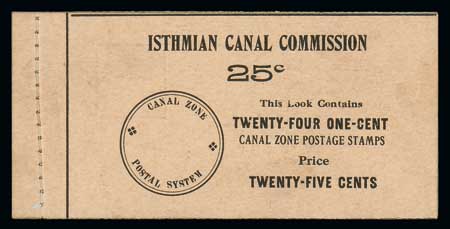 ISTHMIAN CANAL COMMISSION
25c
This Look Contains
TWENTY-FOUR ONE-CENT
CANAL ZONE POSTAGE STAMPS
Price
TWENTY-FIVE CENTS
CANAL ZONE
POSTAL SYSTEM